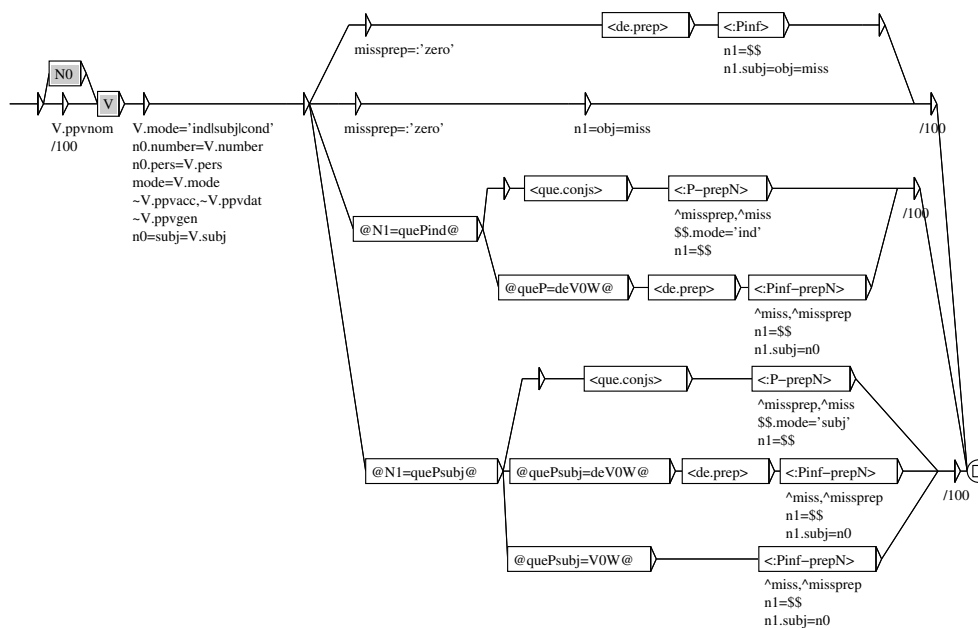 <de.prep>
<:Pinf>
missprep=:’zero’
n1=$$
n1.subj=obj=miss
N0
V
V.ppvnom
/100
V.mode=’ind|subj|cond’
n0.number=V.number
n0.pers=V.pers
mode=V.mode
~V.ppvacc,~V.ppvdat
~V.ppvgen
n0=subj=V.subj
missprep=:’zero’
n1=obj=miss
/100
@N1=quePind@
<que.conjs>
<:P−prepN>
^missprep,^miss
$$.mode=’ind’
n1=$$
/100
@queP=deV0W@
<de.prep>
<:Pinf−prepN>
^miss,^missprep
n1=$$
n1.subj=n0
<que.conjs>
<:P−prepN>
^missprep,^miss
$$.mode=’subj’
n1=$$
@N1=quePsubj@
@quePsubj=deV0W@
<de.prep>
<:Pinf−prepN>
^miss,^missprep
n1=$$
n1.subj=n0
/100
@quePsubj=V0W@
<:Pinf−prepN>
^miss,^missprep
n1=$$
n1.subj=n0